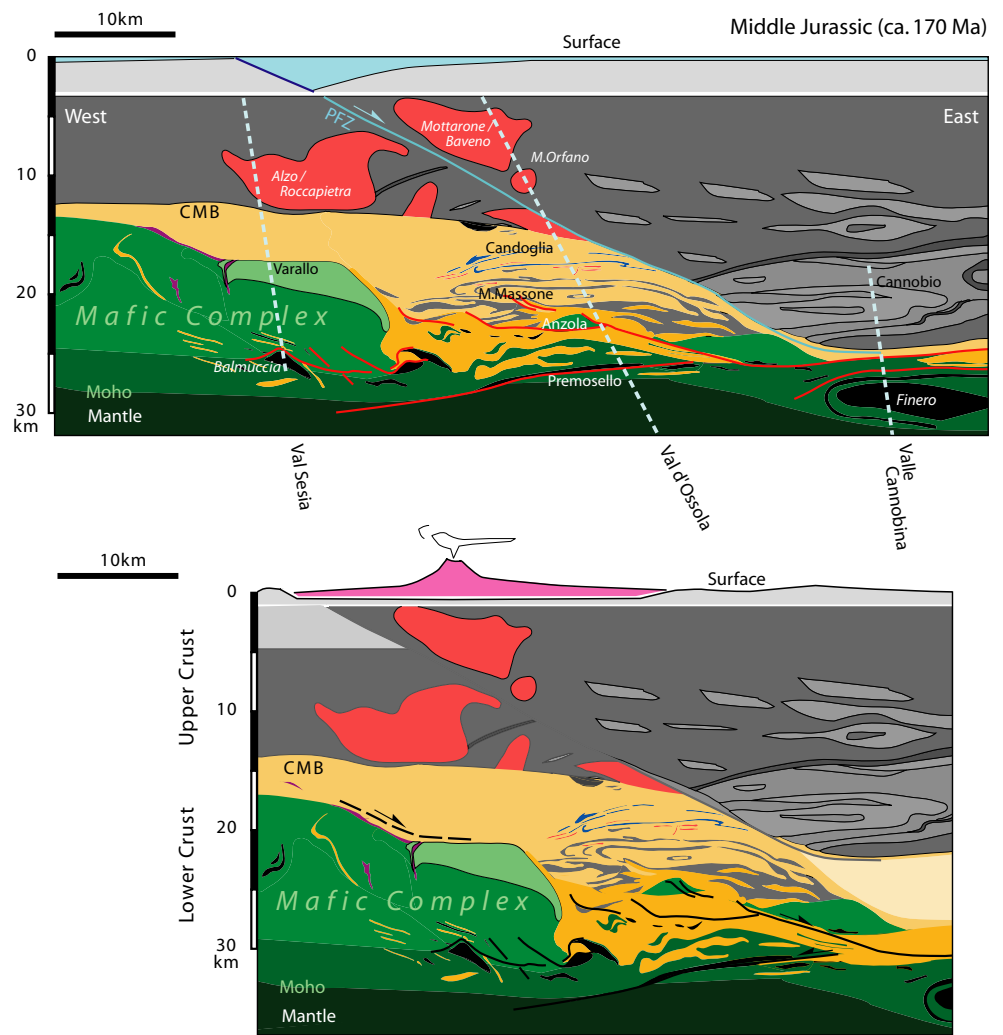 10km
Middle Jurassic (ca. 170 Ma)
Surface
0
West
East
PFZ
Mottarone /
Baveno
M.Orfano
10
Alzo /
Roccapietra
CMB
Candoglia
Varallo
Cannobio
20
M.Massone
Mafic Complex
Anzola
Balmuccia
Premosello
Moho
Finero
30
km
Mantle
Val Sesia
Val d'Ossola
Valle
Cannobina
10km
Surface
0
Upper Crust
10
CMB
Lower Crust
20
Mafic Complex
30
km
Moho
Mantle